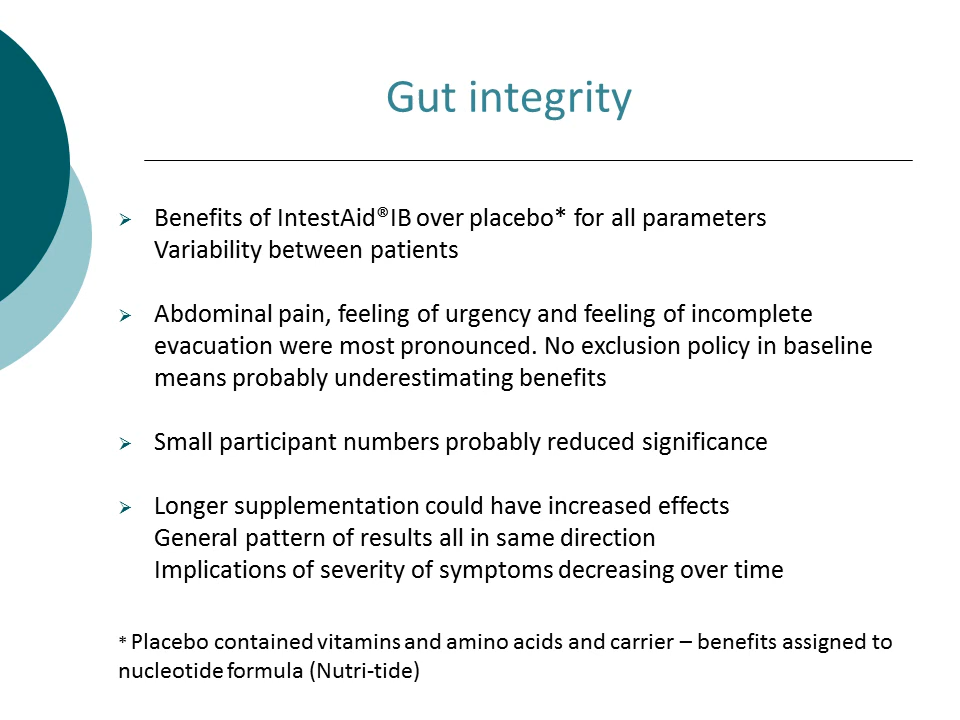 Gut integrity
Benefits of IntestAid®IB over placebo* for all parameters
Variability between patients
Abdominal pain, feeling of urgency and feeling of incomplete
evacuation were most pronounced. No exclusion policy in baseline
means probably underestimating benefits
Small participant numbers probably reduced significance
Longer supplementation could have increased effects
General pattern of results all in same direction
Implications of severity of symptoms decreasing over time
* Placebo contained vitamins and amino acids and carrier – benefits assigned to
nucleotide formula (Nutri-tide)